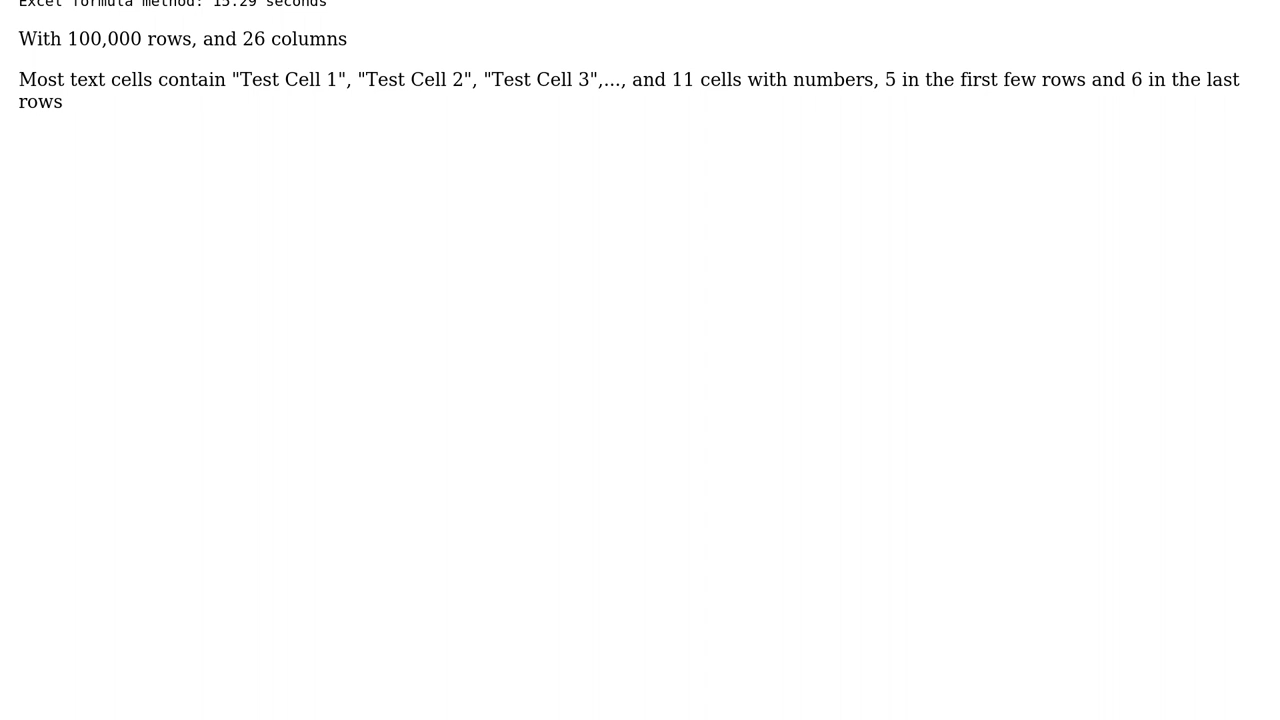 Excel formula method: 15.29 seconds
With 100,000 rows, and 26 columns
Most text cells contain "Test Cell 1", "Test Cell 2", "Test Cell 3",..., and 11 cells with numbers, 5 in the first few rows and 6 in the last
rows